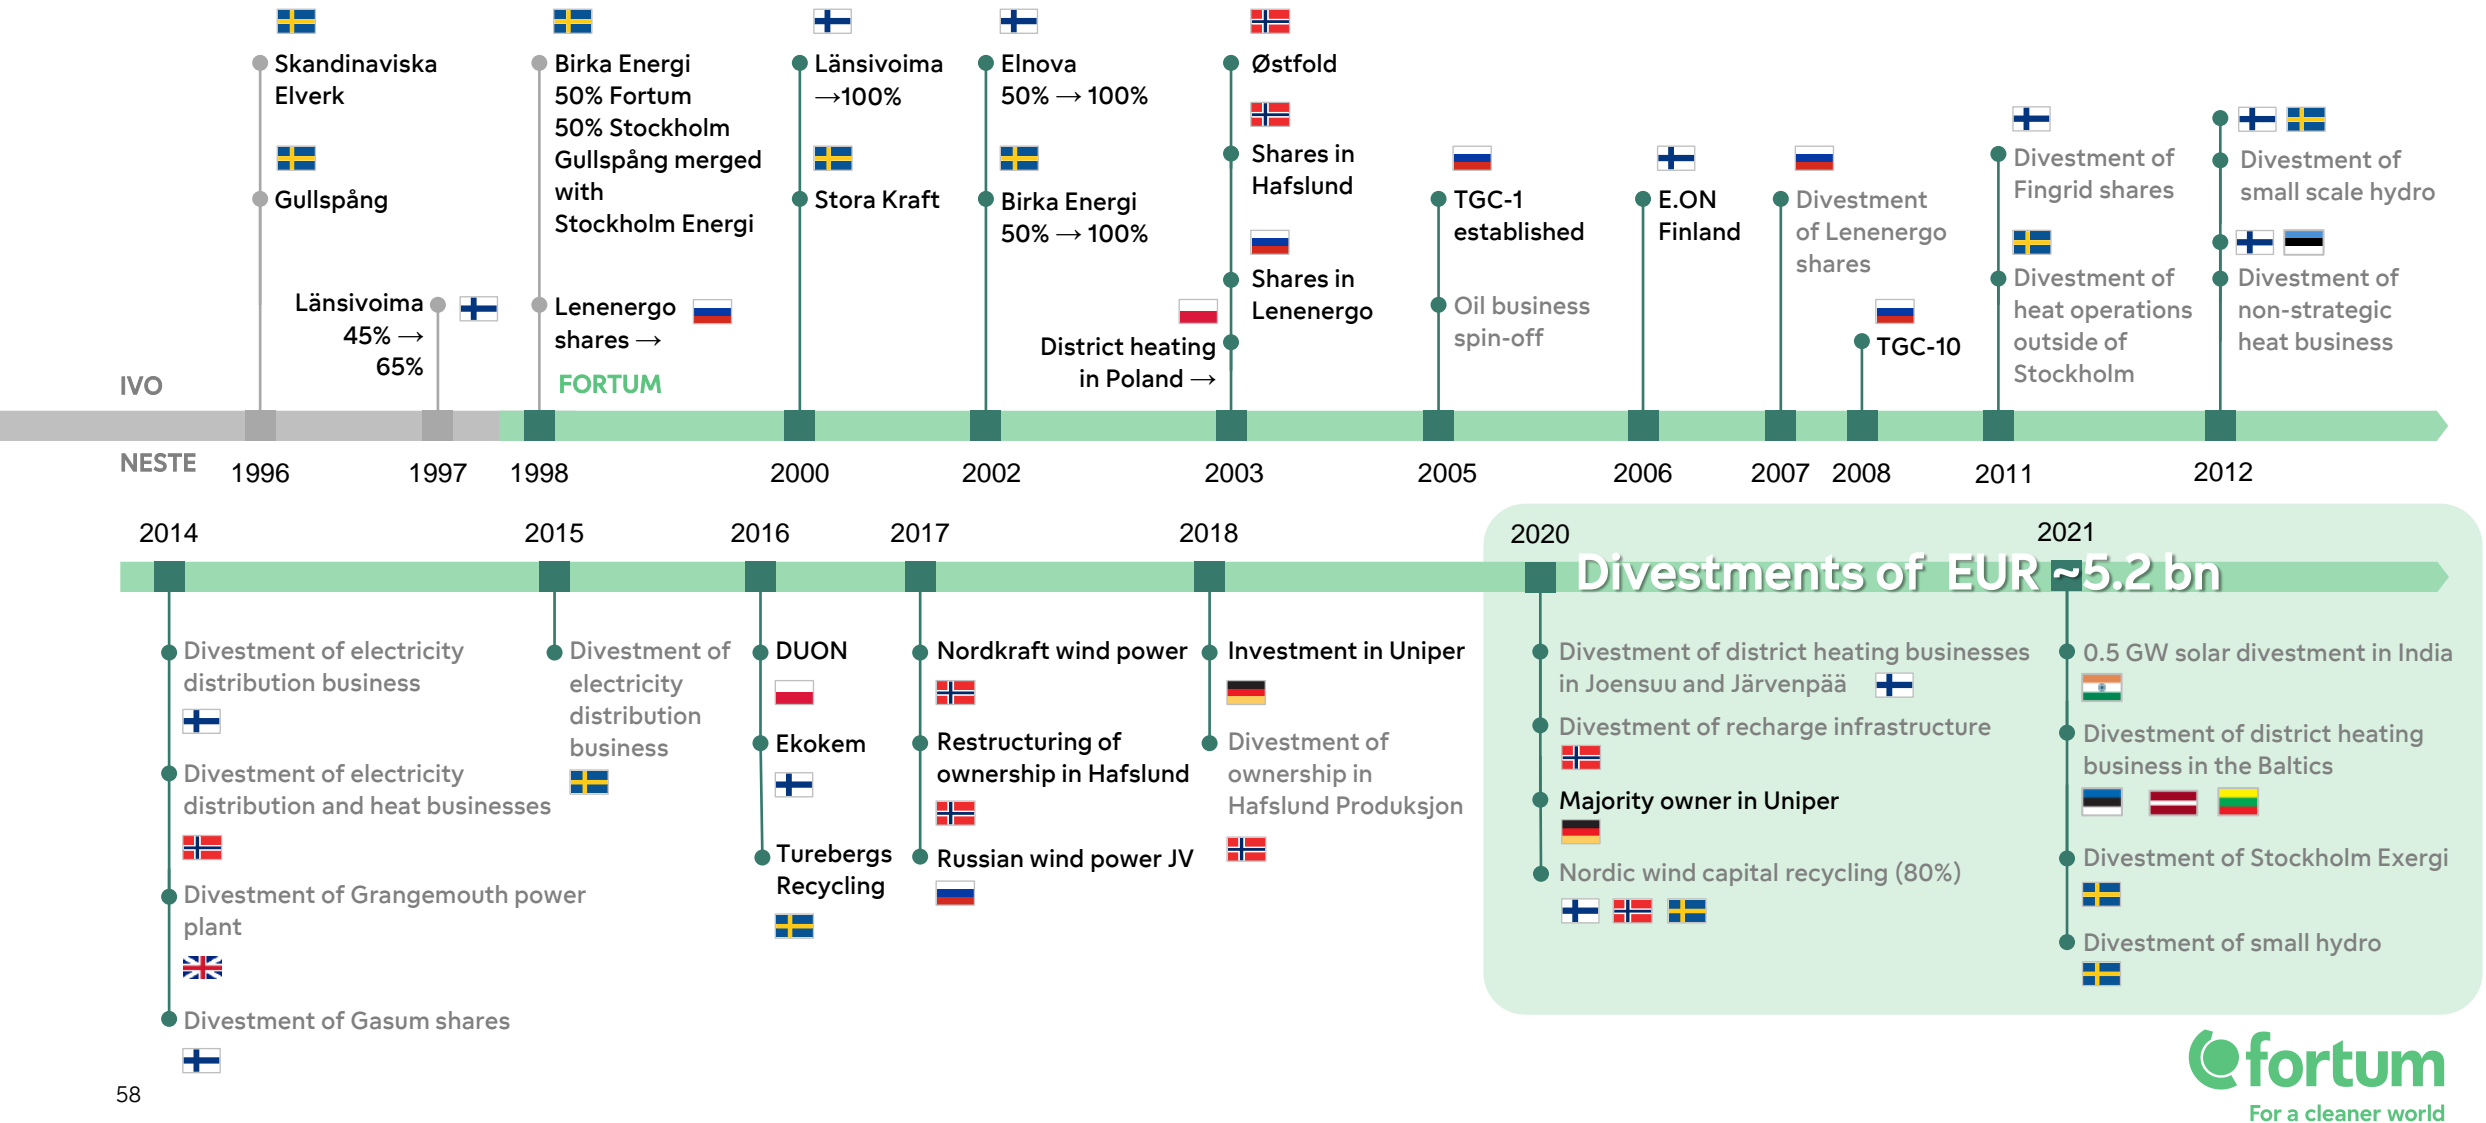 Skandinaviska
Elverk
Gullspång
Länsivoima
45% →
65%
Birka Energi
50% Fortum
50% Stockholm
Gullspång merged
with
Stockholm Energi
Lenenergo
shares →
Länsivoima
→100%
Stora Kraft
Elnova
50% → 100%
Birka Energi
50% → 100%
Østfold
Shares in
Hafslund
Shares in
Lenenergo
District heating
in Poland →
TGC-1
established
Oil business
spin-off
E.ON
Finland
Divestment
of Lenenergo
shares
TGC-10
Divestment of
Fingrid shares
Divestment of
heat operations
outside of
Stockholm
Divestment of
small scale hydro
Divestment of
non-strategic
heat business
IVO
FORTUM
NESTE
1996
1997
1998
2000
2002
2003
2005
2006
2007
2008
2011
2012
2014
2015
2016
2017
2018
2020
2021
Divestments of EUR ~5.2 bn
Divestment of electricity
distribution business
Divestment of electricity
distribution and heat businesses
Divestment of Grangemouth power
plant
Divestment of Gasum shares
Divestment of
electricity
distribution
business
DUON
Ekokem
Turebergs
Recycling
Nordkraft wind power
Restructuring of
ownership in Hafslund
Russian wind power JV
Investment in Uniper
Divestment of
ownership in
Hafslund Produksjon
Divestment of district heating businesses
in Joensuu and Järvenpää
Divestment of recharge infrastructure
Majority owner in Uniper
Nordic wind capital recycling (80%)
0.5 GW solar divestment in India
Divestment of district heating
business in the Baltics
Divestment of Stockholm Exergi
Divestment of small hydro
58
fortum
For a cleaner world